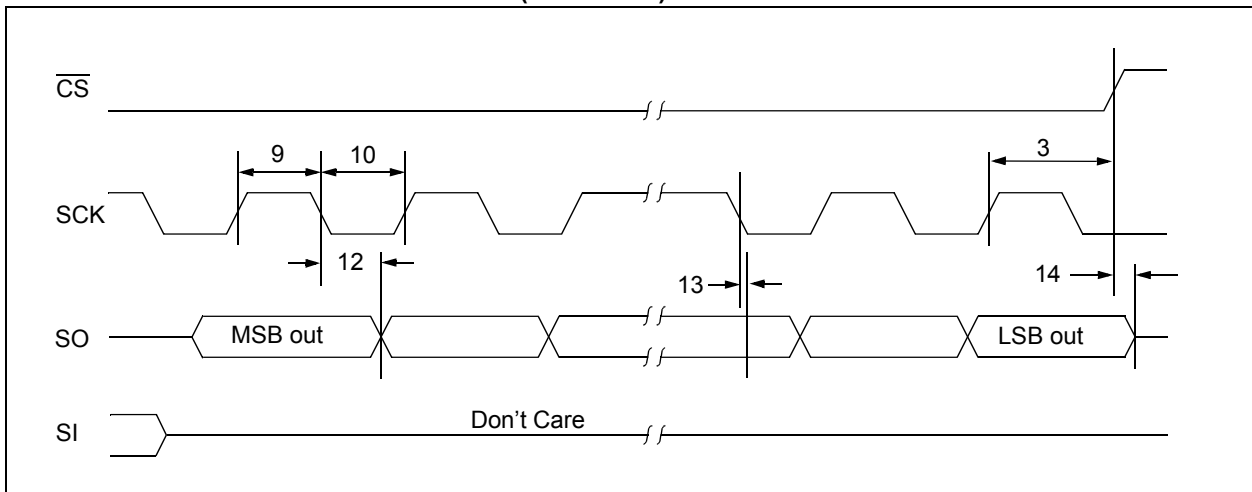 CS
9
10
3
SCK
12
13
14
SO
MSB out
LSB out
SI
Don't Care